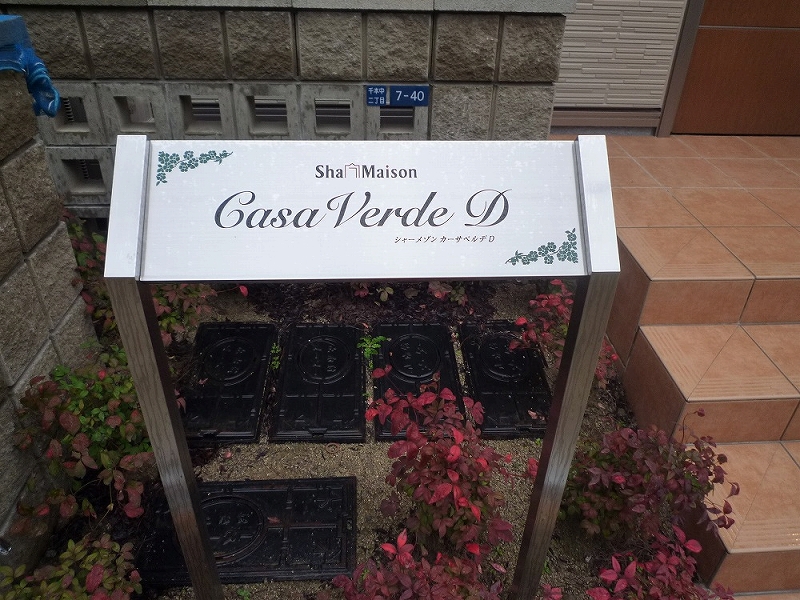 千本中
二丁目
7-40
Sha Maison
Casa Verde D
シャーメゾン カーサベルデ D